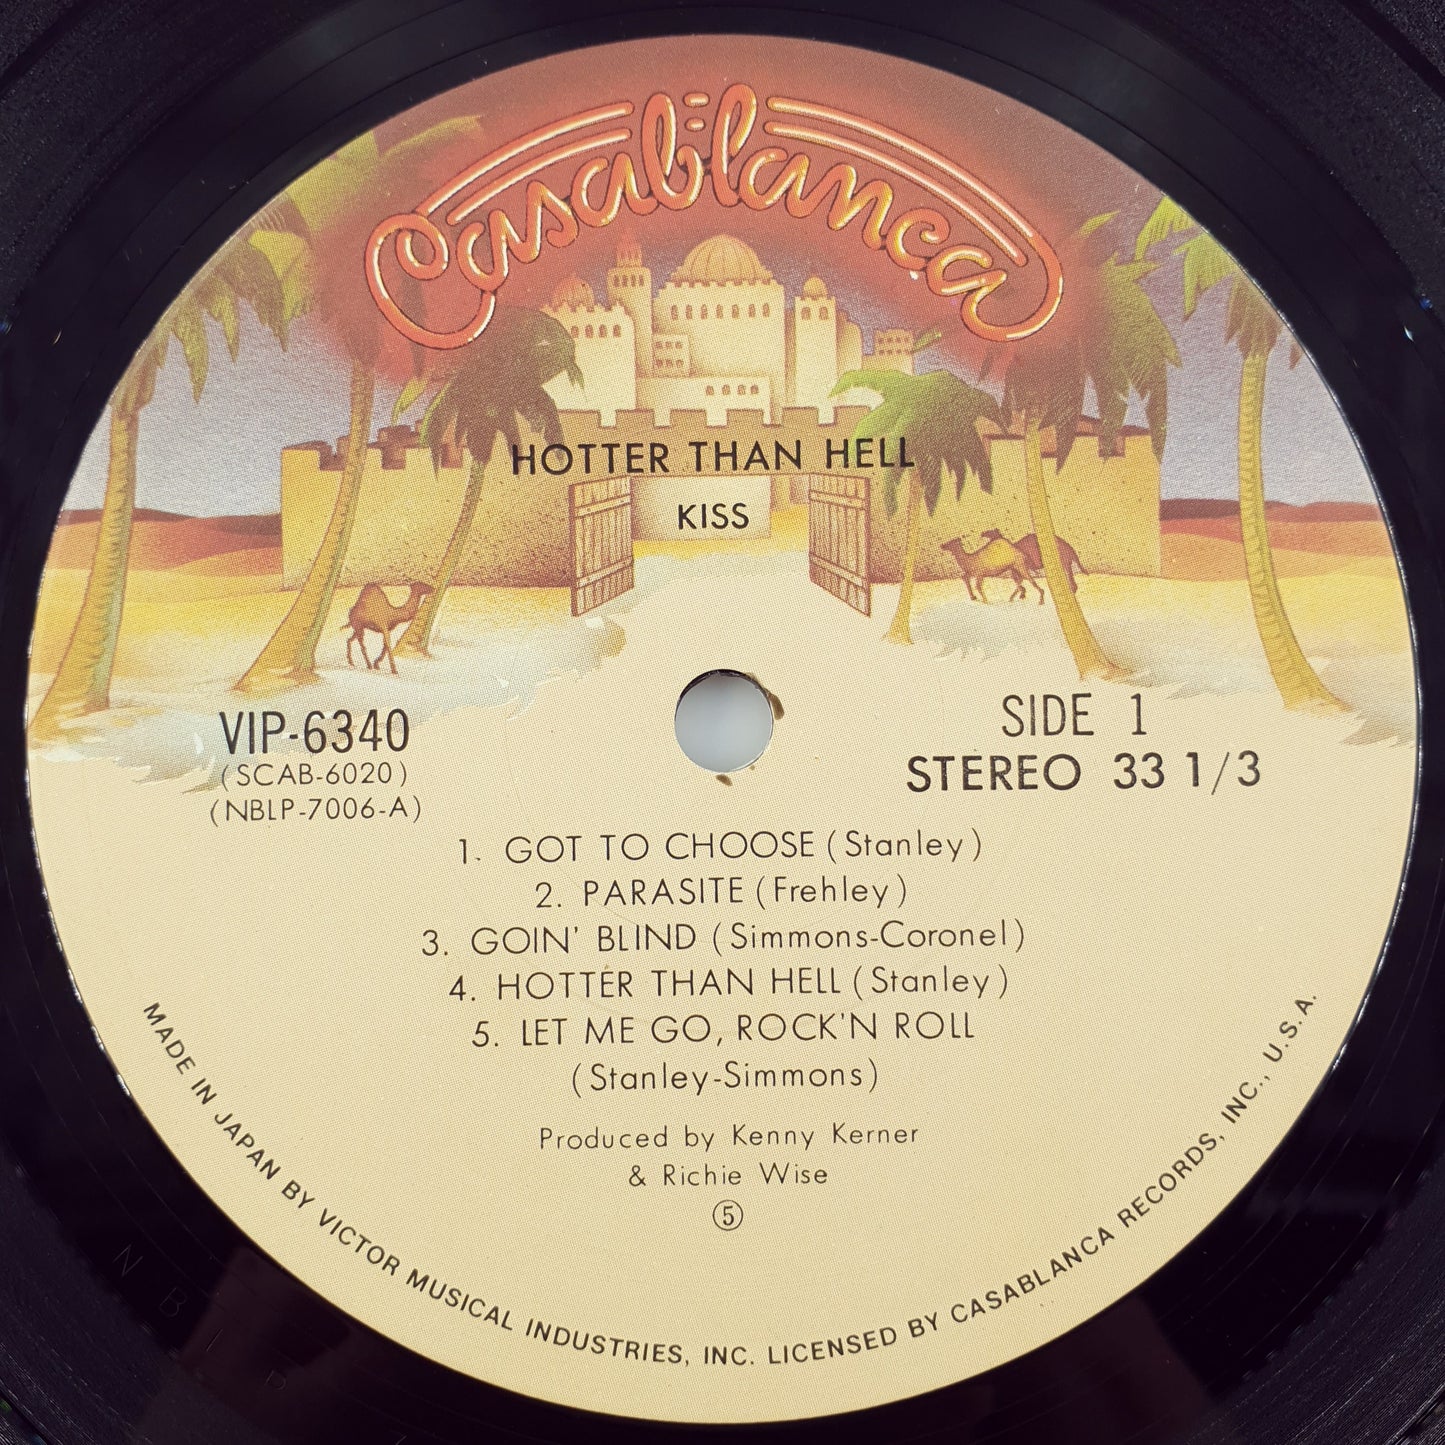 Casablanca
HOTTER THAN HELL
KISS
VIP-6340
(SCAB-6020)
(NBLP-7006-A)
SIDE 1
STEREO 33 1/3
1. GOT TO CHOOSE (Stanley)
2. PARASITE (Frehley)
3. GOIN' BLIND (Simmons-Coronel)
4. HOTTER THAN HELL (Stanley)
5. LET ME GO, ROCK'N ROLL
(Stanley-Simmons)
Produced by Kenny Kerner
& Richie Wise
⑤
MADE IN JAPAN BY VICTOR MUSICAL INDUSTRIES, INC. LICENSED BY CASABLANCA RECORDS, INC., U.S.A.
N B L P